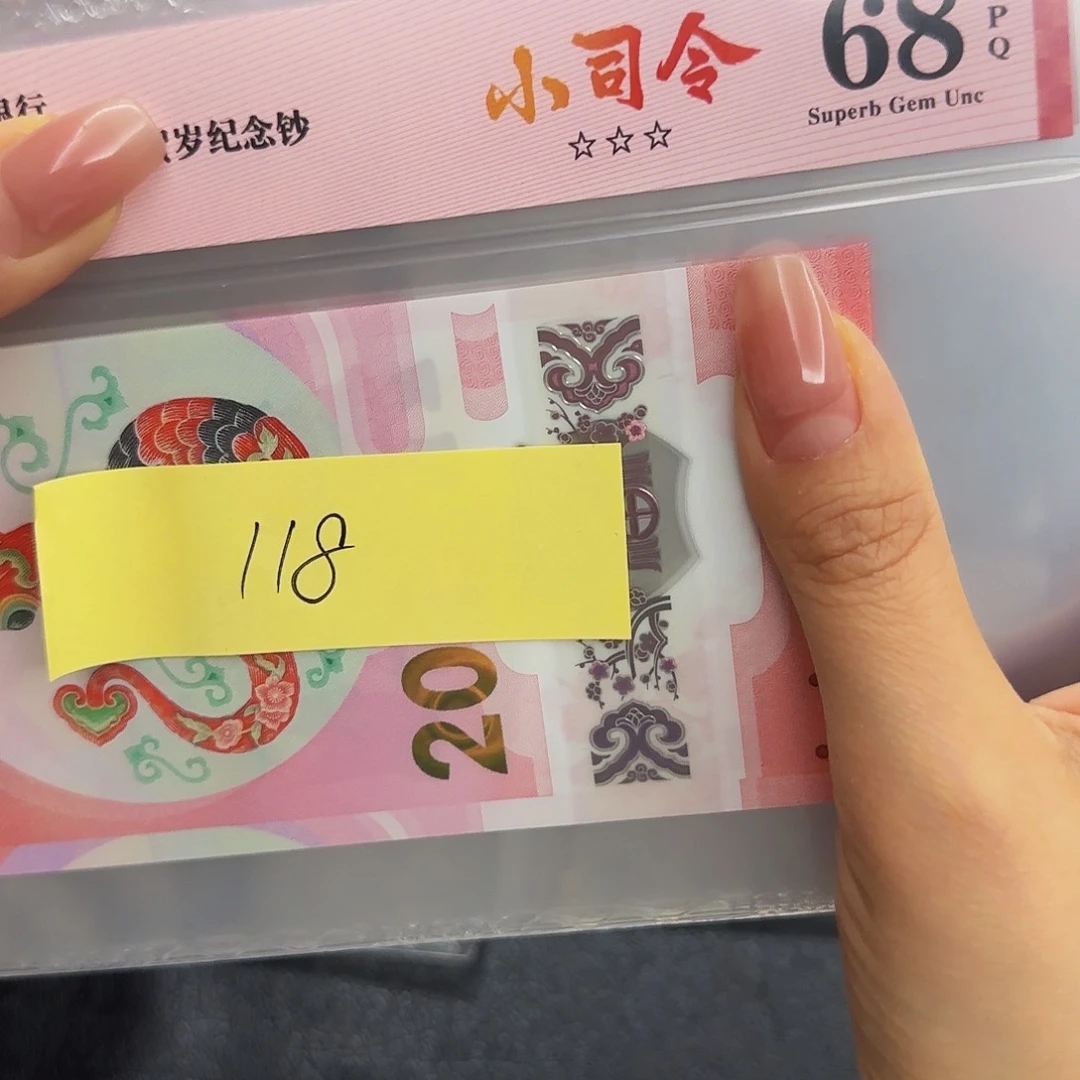 小司令
☆☆☆
68
PQ
Superb Gem Unc
银行
岁纪念钞
118
20